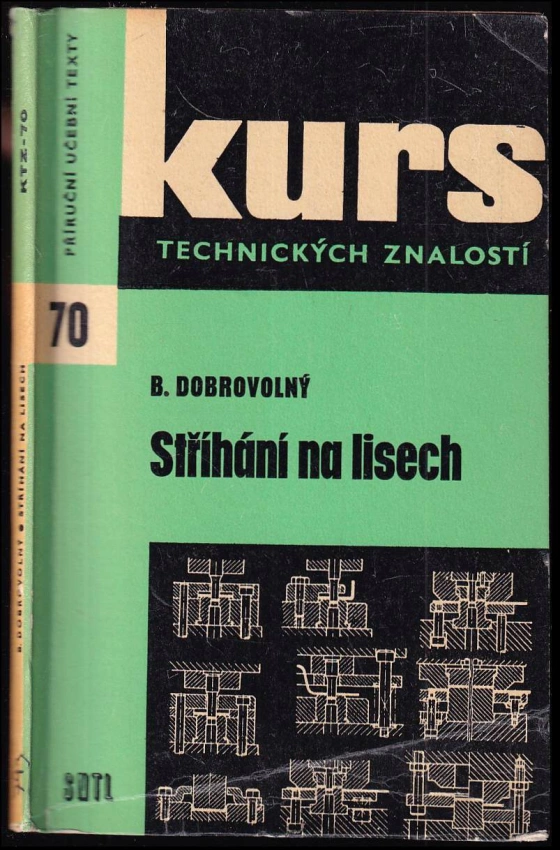 KTZ-70
B. DOBROVOLNÝ • STŘÍHÁNÍ NA LISECH
PŘÍRUČNÍ UČEBNÍ TEXTY
70
SNTL
kurs
TECHNICKÝCH ZNALOSTÍ
B. DOBROVOLNÝ
Stříhání na lisech